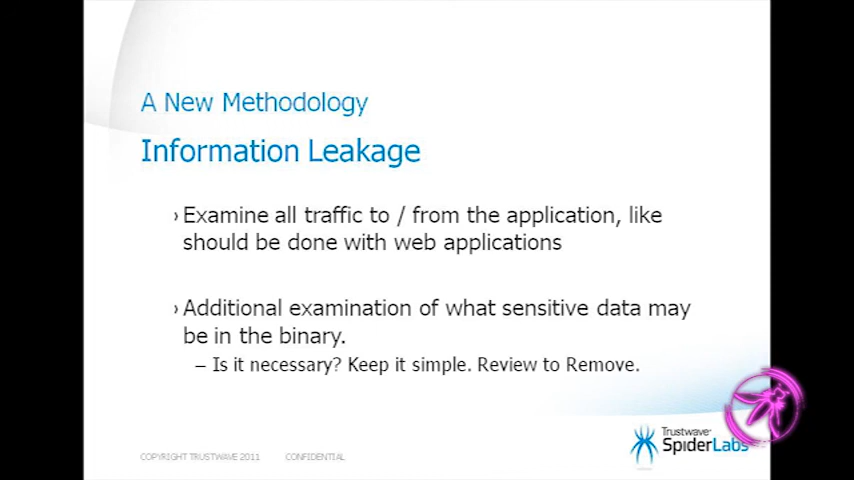 A New Methodology
Information Leakage
› Examine all traffic to / from the application, like
should be done with web applications
› Additional examination of what sensitive data may
be in the binary.
– Is it necessary? Keep it simple. Review to Remove.
Trustwave®
SpiderLabs
COPYRIGHT TRUSTWAVE 2011 CONFIDENTIAL